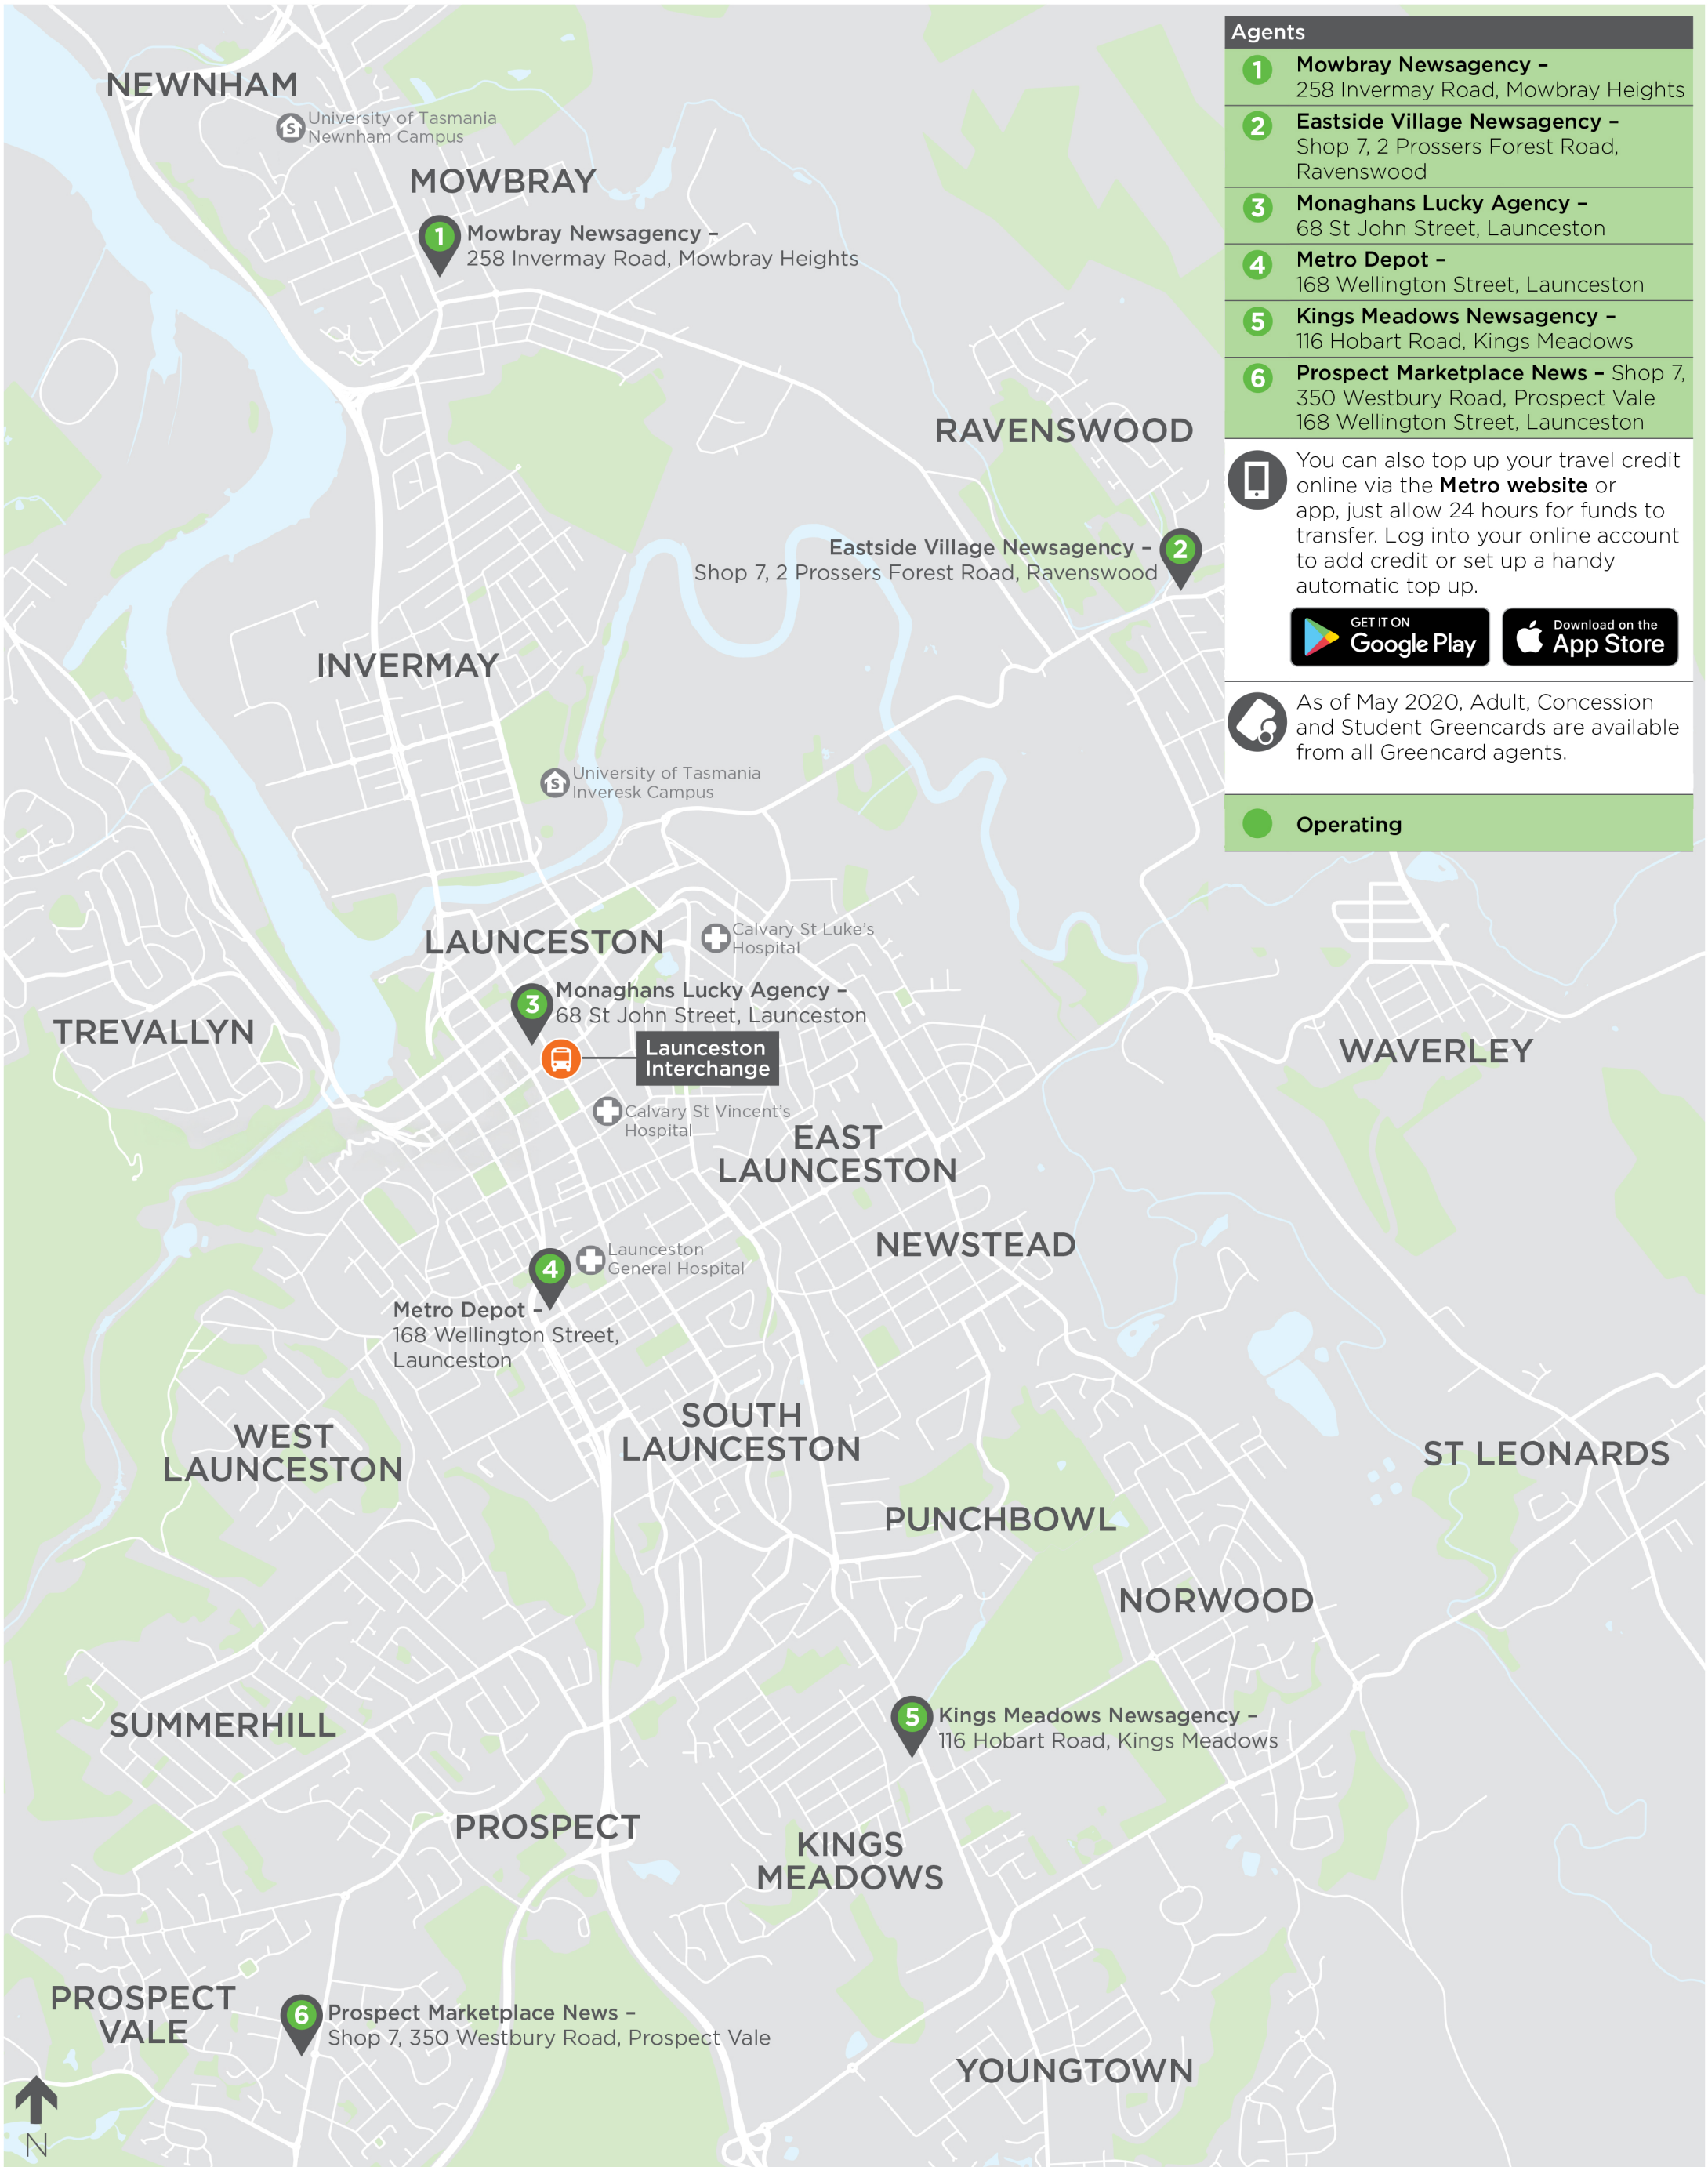 NEWNHAM
University of Tasmania
Newnham Campus
MOWBRAY
1
Mowbray Newsagency –
258 Invermay Road, Mowbray Heights
RAVENSWOOD
Eastside Village Newsagency –
Shop 7, 2 Prossers Forest Road, Ravenswood
2
INVERMAY
University of Tasmania
Inveresk Campus
LAUNCESTON
Calvary St Luke's
Hospital
3
Monaghans Lucky Agency –
68 St John Street, Launceston
Launceston
Interchange
TREVALLYN
WAVERLEY
Calvary St Vincent's
Hospital
EAST
LAUNCESTON
NEWSTEAD
4
Launceston
General Hospital
Metro Depot –
168 Wellington Street,
Launceston
WEST
LAUNCESTON
SOUTH
LAUNCESTON
ST LEONARDS
PUNCHBOWL
NORWOOD
SUMMERHILL
5
Kings Meadows Newsagency –
116 Hobart Road, Kings Meadows
PROSPECT
KINGS
MEADOWS
PROSPECT
VALE
6
Prospect Marketplace News –
Shop 7, 350 Westbury Road, Prospect Vale
YOUNGTOWN
N
Agents
1
Mowbray Newsagency –
258 Invermay Road, Mowbray Heights
2
Eastside Village Newsagency –
Shop 7, 2 Prossers Forest Road,
Ravenswood
3
Monaghans Lucky Agency –
68 St John Street, Launceston
4
Metro Depot –
168 Wellington Street, Launceston
5
Kings Meadows Newsagency –
116 Hobart Road, Kings Meadows
6
Prospect Marketplace News – Shop 7,
350 Westbury Road, Prospect Vale
168 Wellington Street, Launceston
You can also top up your travel credit
online via the Metro website or
app, just allow 24 hours for funds to
transfer. Log into your online account
to add credit or set up a handy
automatic top up.
GET IT ON
Google Play
Download on the
App Store
As of May 2020, Adult, Concession
and Student Greencards are available
from all Greencard agents.
Operating